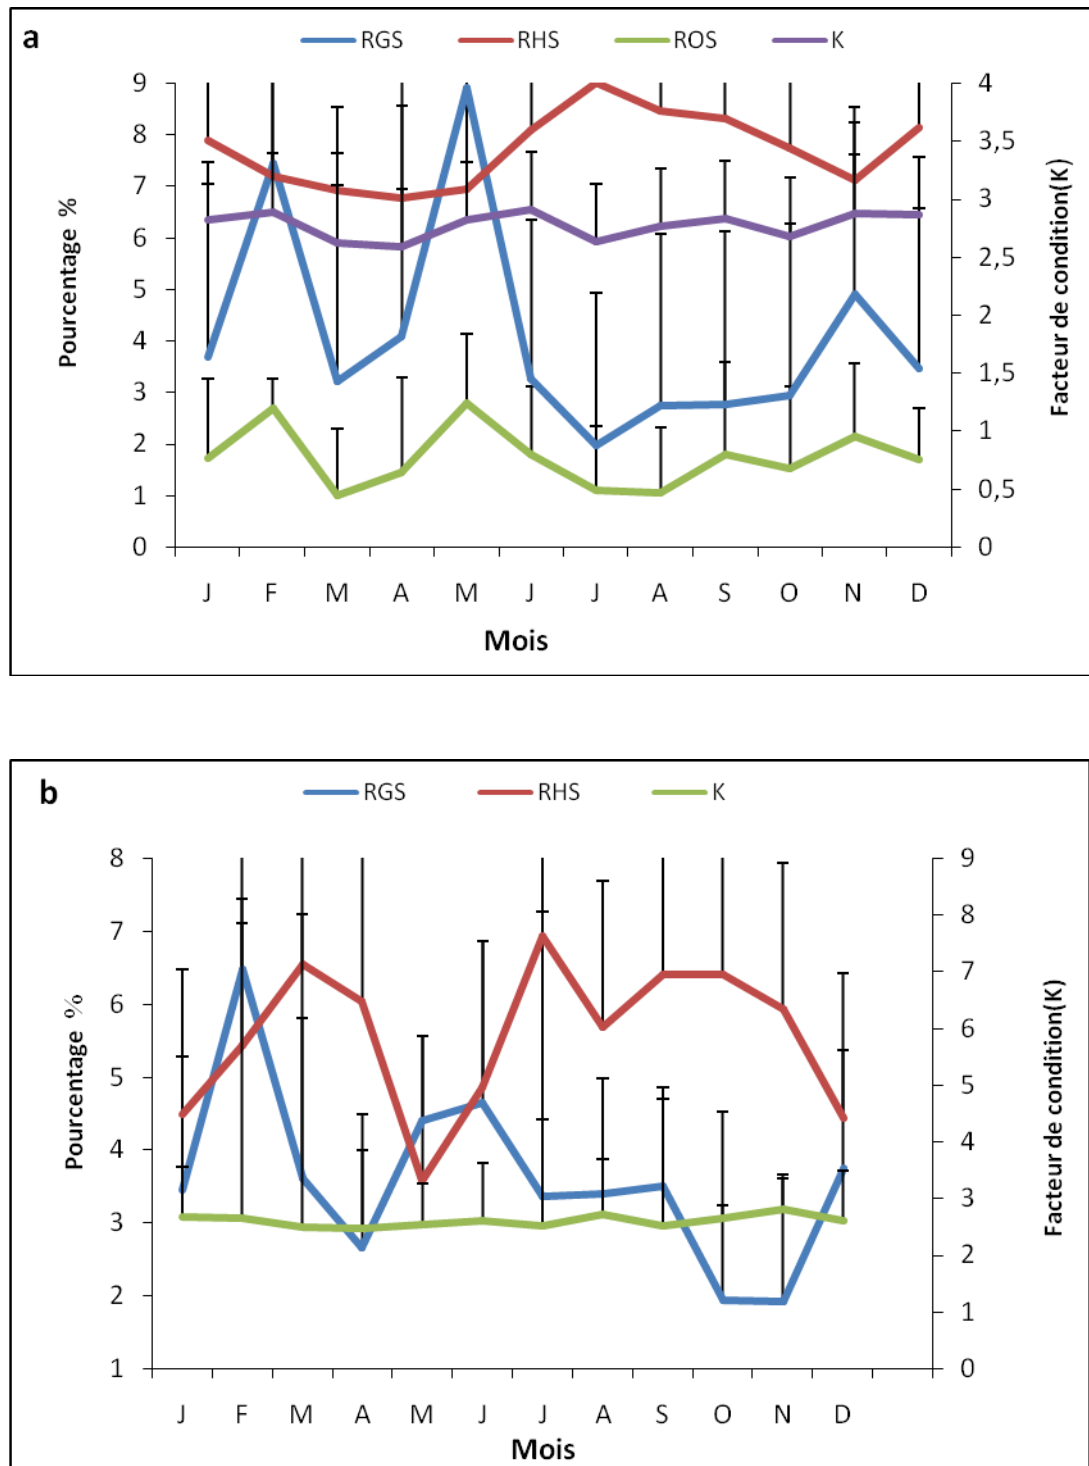 a
RGS RHS ROS K
9 4
8 3,5
7 3
6 2,5
5 2
4 1,5
3 1
2 0,5
1 0
0
Pourcentage %
Facteur de condition(K)
J F M A M J J A S O N D
Mois
b
RGS RHS K
8 9
7 8
6 7
5 6
4 5
3 4
2 3
1 2
1
0
Pourcentage %
Facteur de condition(K)
J F M A M J J A S O N D
Mois